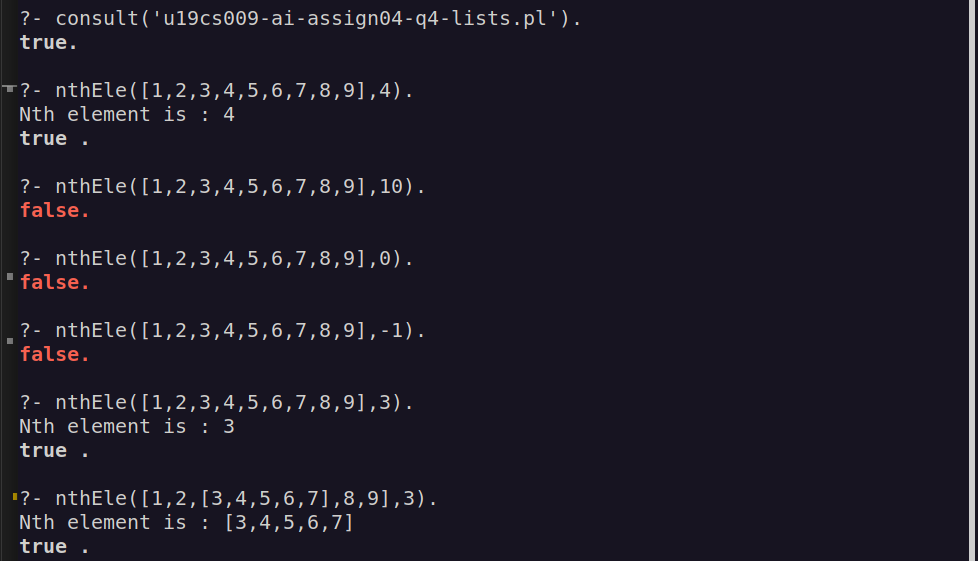 ?- consult('u19cs009-ai-assign04-q4-lists.pl').
true.
?- nthEle([1,2,3,4,5,6,7,8,9],4).
Nth element is : 4
true .
?- nthEle([1,2,3,4,5,6,7,8,9],10).
false.
?- nthEle([1,2,3,4,5,6,7,8,9],0).
false.
?- nthEle([1,2,3,4,5,6,7,8,9],-1).
false.
?- nthEle([1,2,3,4,5,6,7,8,9],3).
Nth element is : 3
true .
?- nthEle([1,2,[3,4,5,6,7],8,9],3).
Nth element is : [3,4,5,6,7]
true .